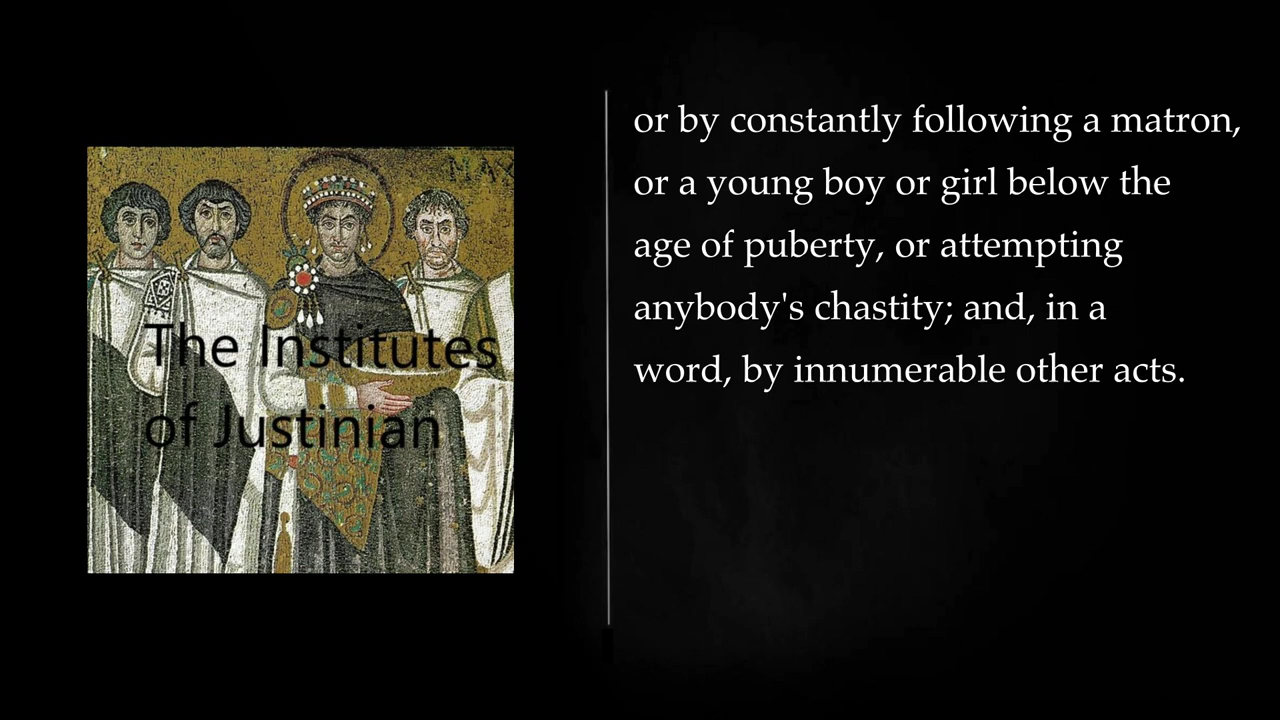 MAX
The Institutes
of Justinian
or by constantly following a matron,
or a young boy or girl below the
age of puberty, or attempting
anybody's chastity; and, in a
word, by innumerable other acts.